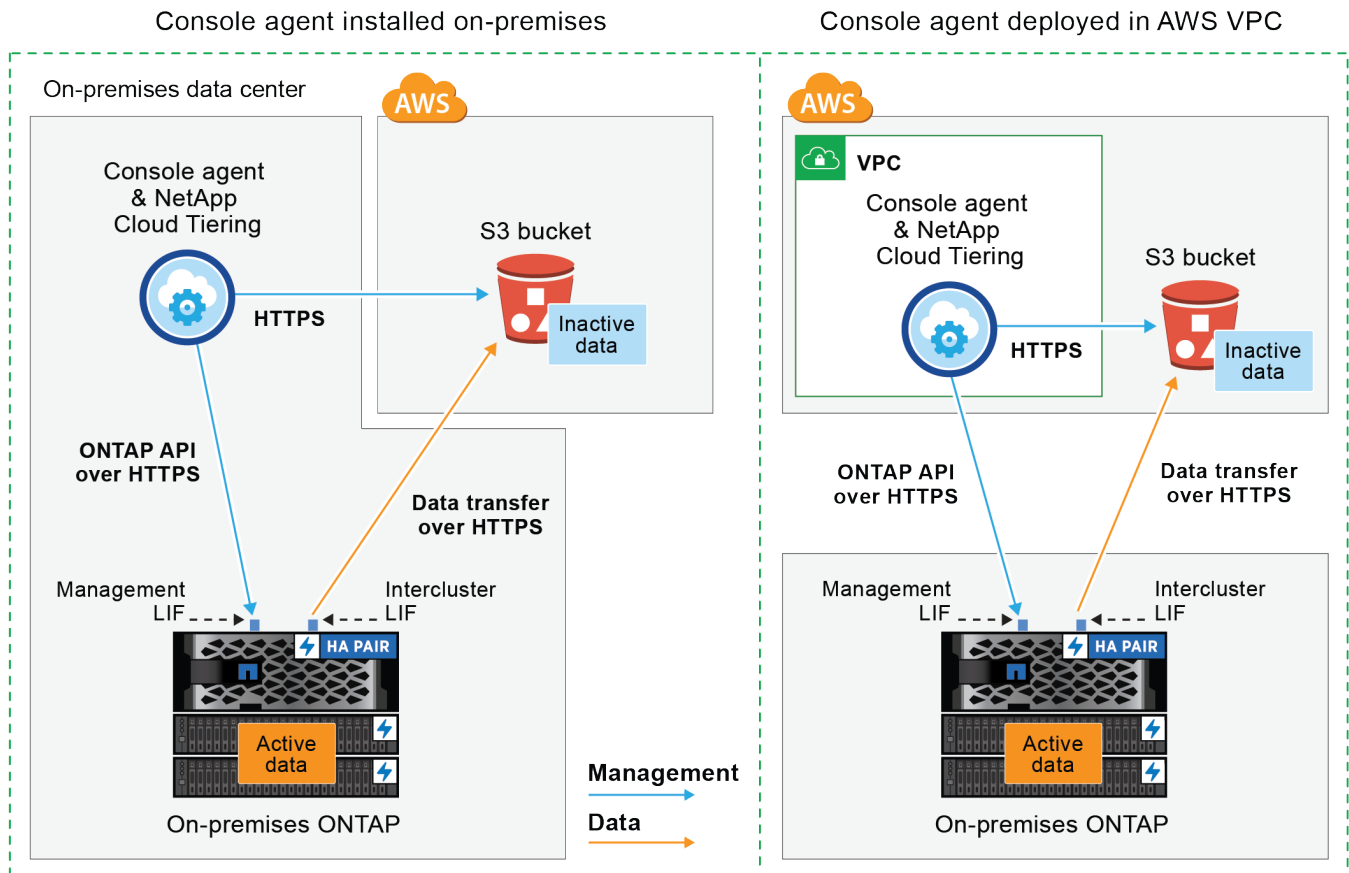 Console agent installed on-premises
On-premises data center
AWS
Console agent
& NetApp
Cloud Tiering
S3 bucket
HTTPS
Inactive
data
ONTAP API
over HTTPS
Data transfer
over HTTPS
Management
LIF
Intercluster
LIF
HA PAIR
Active
data
On-premises ONTAP
Management
Data
Console agent deployed in AWS VPC
AWS
VPC
Console agent
& NetApp
Cloud Tiering
S3 bucket
HTTPS
Inactive
data
ONTAP API
over HTTPS
Data transfer
over HTTPS
Management
LIF
Intercluster
LIF
HA PAIR
Active
data
On-premises ONTAP